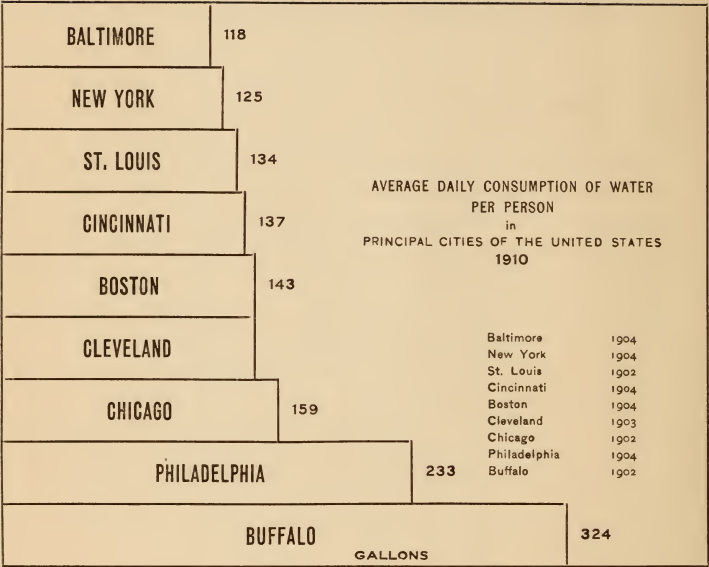 BALTIMORE 118
NEW YORK 125
ST. LOUIS 134
CINCINNATI 137
BOSTON 143
CLEVELAND
CHICAGO 159
PHILADELPHIA 233
BUFFALO 324
GALLONS
AVERAGE DAILY CONSUMPTION OF WATER
PER PERSON
in
PRINCIPAL CITIES OF THE UNITED STATES
1910
Baltimore 1904
New York 1904
St. Louis 1902
Cincinnati 1904
Boston 1904
Cleveland 1903
Chicago 1902
Philadelphia 1904
Buffalo 1902